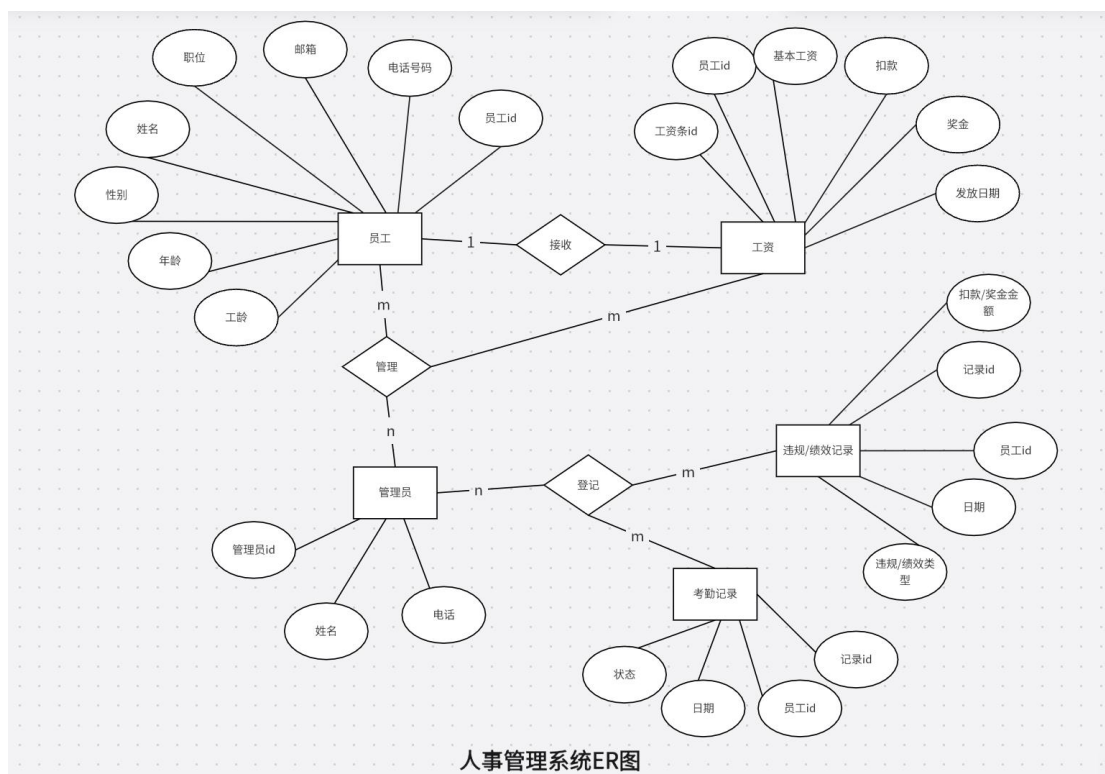 职位
邮箱
电话号码
员工id
姓名
性别
年龄
工龄
员工
1
接收
1
工资
员工id
基本工资
扣款
工资条id
奖金
发放日期
m
管理
m
n
管理员
管理员id
姓名
电话
n
登记
m
m
违规/绩效记录
扣款/奖金金
额
记录id
员工id
日期
违规/绩效类
型
考勤记录
状态
日期
员工id
记录id
人事管理系统ER图